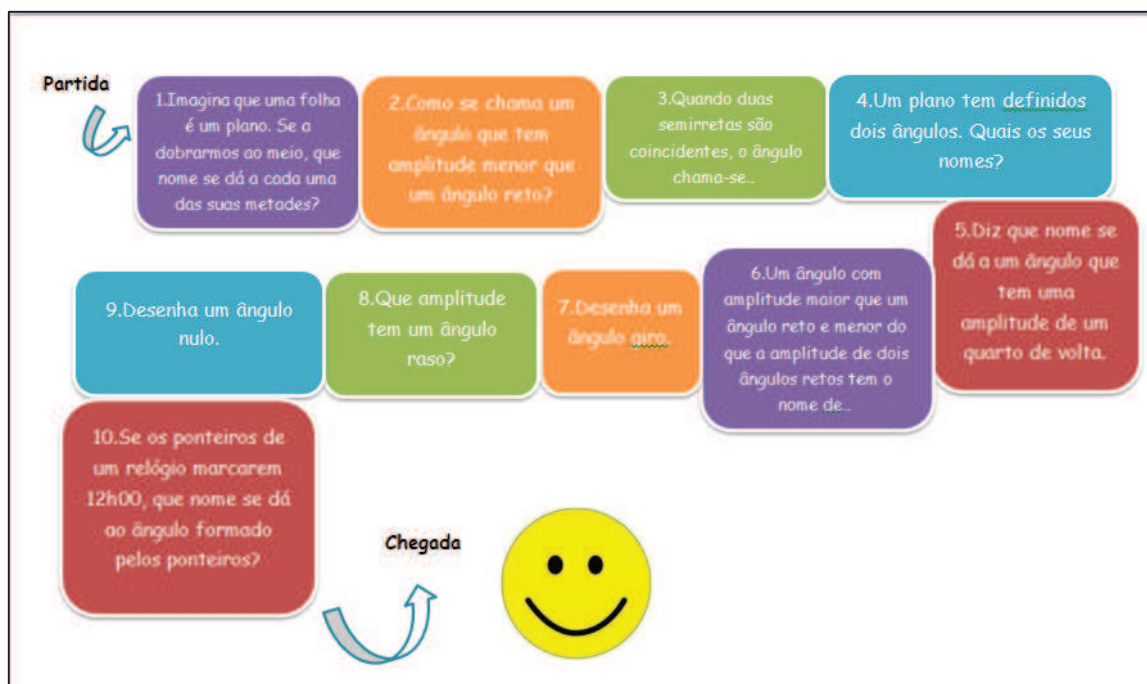 Partida
1.Imagina que uma folha
é um plano. Se a
dobrarmos ao meio, que
nome se dá a cada uma
das suas metades?
2.Como se chama um
ângulo que tem
amplitude menor que
um ângulo reto?
3.Quando duas
semirretas são
coincidentes, o ângulo
chama-se..
4.Um plano tem definidos
dois ângulos. Quais os seus
nomes?
5.Diz que nome se
dá a um ângulo que
tem uma
amplitude de um
quarto de volta.
6.Um ângulo com
amplitude maior que um
ângulo reto e menor do
que a amplitude de dois
ângulos retos tem o
nome de..
7.Desenha um
ângulo giro.
8.Que amplitude
tem um ângulo
raso?
9.Desenha um ângulo
nulo.
10.Se os ponteiros de
um relógio marcarem
12h00, que nome se dá
ao ângulo formado
pelos ponteiros?
Chegada